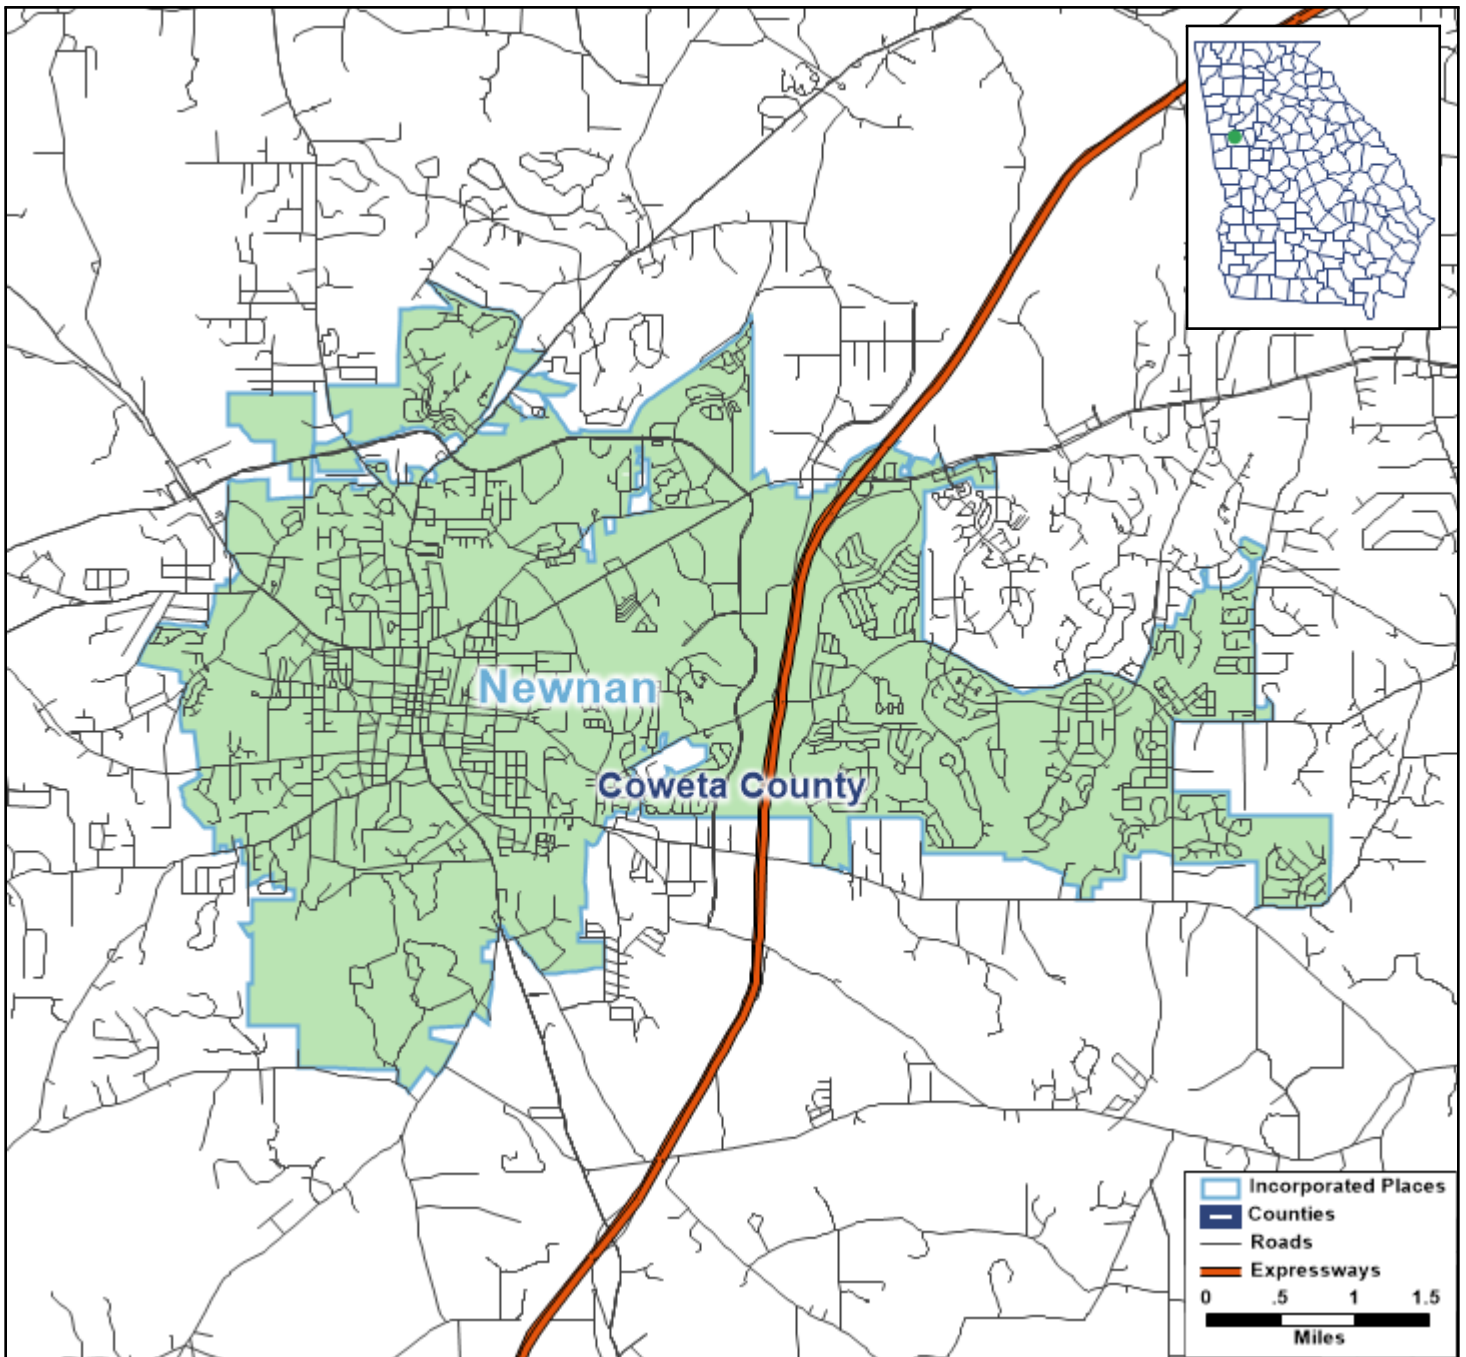 Newnan
Coweta County
Incorporated Places
Counties
Roads
Expressways
0 .5 1 1.5
Miles